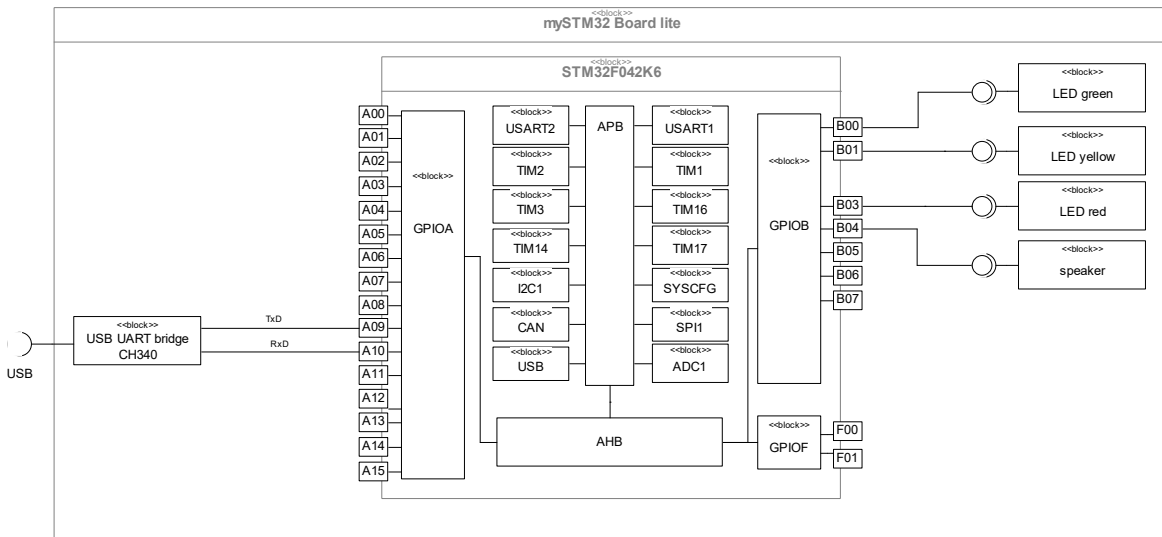 <<block>>
mySTM32 Board lite
<<block>>
STM32F042K6
A00
A01
A02
A03
A04
A05
A06
A07
A08
A09
A10
A11
A12
A13
A14
A15
<<block>>
GPIOA
<<block>>
USART2
<<block>>
TIM2
<<block>>
TIM3
<<block>>
TIM14
<<block>>
I2C1
<<block>>
CAN
<<block>>
USB
APB
<<block>>
USART1
<<block>>
TIM1
<<block>>
TIM16
<<block>>
TIM17
<<block>>
SYSCFG
<<block>>
SPI1
<<block>>
ADC1
AHB
<<block>>
GPIOB
<<block>>
GPIOF
B00
B01
B03
B04
B05
B06
B07
F00
F01
<<block>>
LED green
<<block>>
LED yellow
<<block>>
LED red
<<block>>
speaker
USB
<<block>>
USB UART bridge
CH340
TxD
RxD